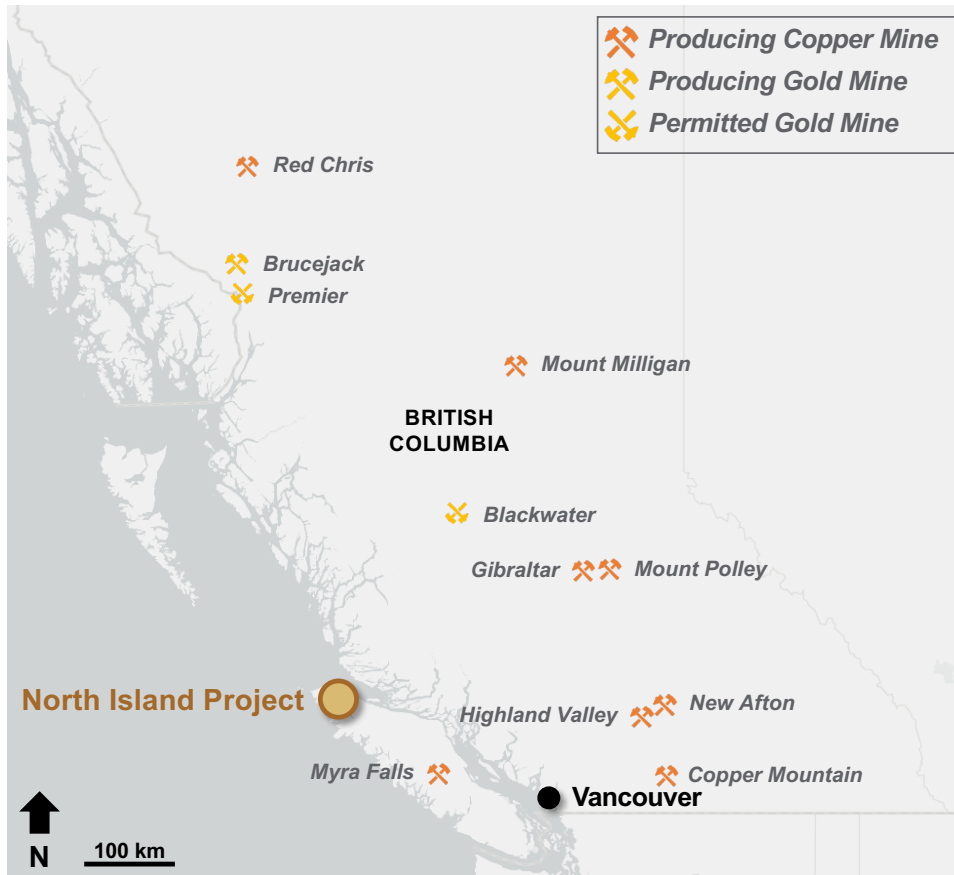 Producing Copper Mine
Producing Gold Mine
Permitted Gold Mine
Red Chris
Brucejack
Premier
Mount Milligan
BRITISH
COLUMBIA
Blackwater
Gibraltar
Mount Polley
North Island Project
New Afton
Highland Valley
Myra Falls
Copper Mountain
Vancouver
N
100 km